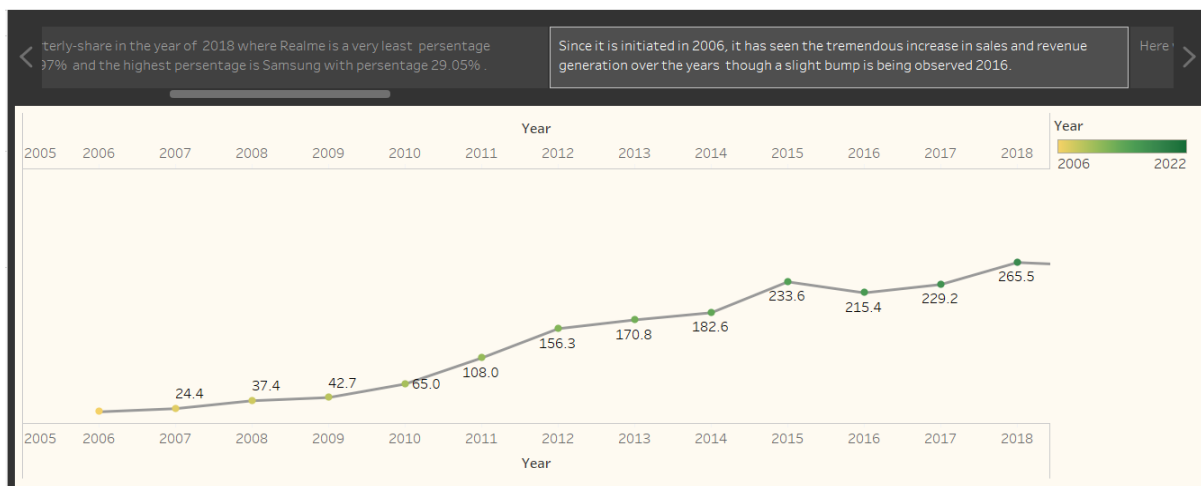 terly-share in the year of 2018 where Realme is a very least persentage
97% and the highest percentage is Samsung with persentage 29.05% .
Since it is initiated in 2006, it has seen the tremendous increase in sales and revenue
generation over the years though a slight bump is being observed 2016.
Here
Year
2005 2006 2007 2008 2009 2010 2011 2012 2013 2014 2015 2016 2017 2018
Year
2006 2022
24.4
37.4
42.7
65.0
108.0
156.3
170.8
182.6
233.6
215.4
229.2
265.5
2005 2006 2007 2008 2009 2010 2011 2012 2013 2014 2015 2016 2017 2018
Year